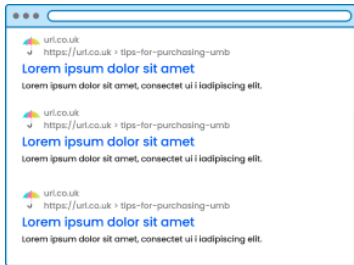 url.co.uk
https://url.co.uk > tips-for-purchasing-umb
Lorem ipsum dolor sit amet
Lorem ipsum dolor sit amet, consectet ui i iadipiscing elit.
url.co.uk
https://url.co.uk > tips-for-purchasing-umb
Lorem ipsum dolor sit amet
Lorem ipsum dolor sit amet, consectet ui i iadipiscing elit.
url.co.uk
https://url.co.uk > tips-for-purchasing-umb
Lorem ipsum dolor sit amet
Lorem ipsum dolor sit amet, consectet ui i iadipiscing elit.